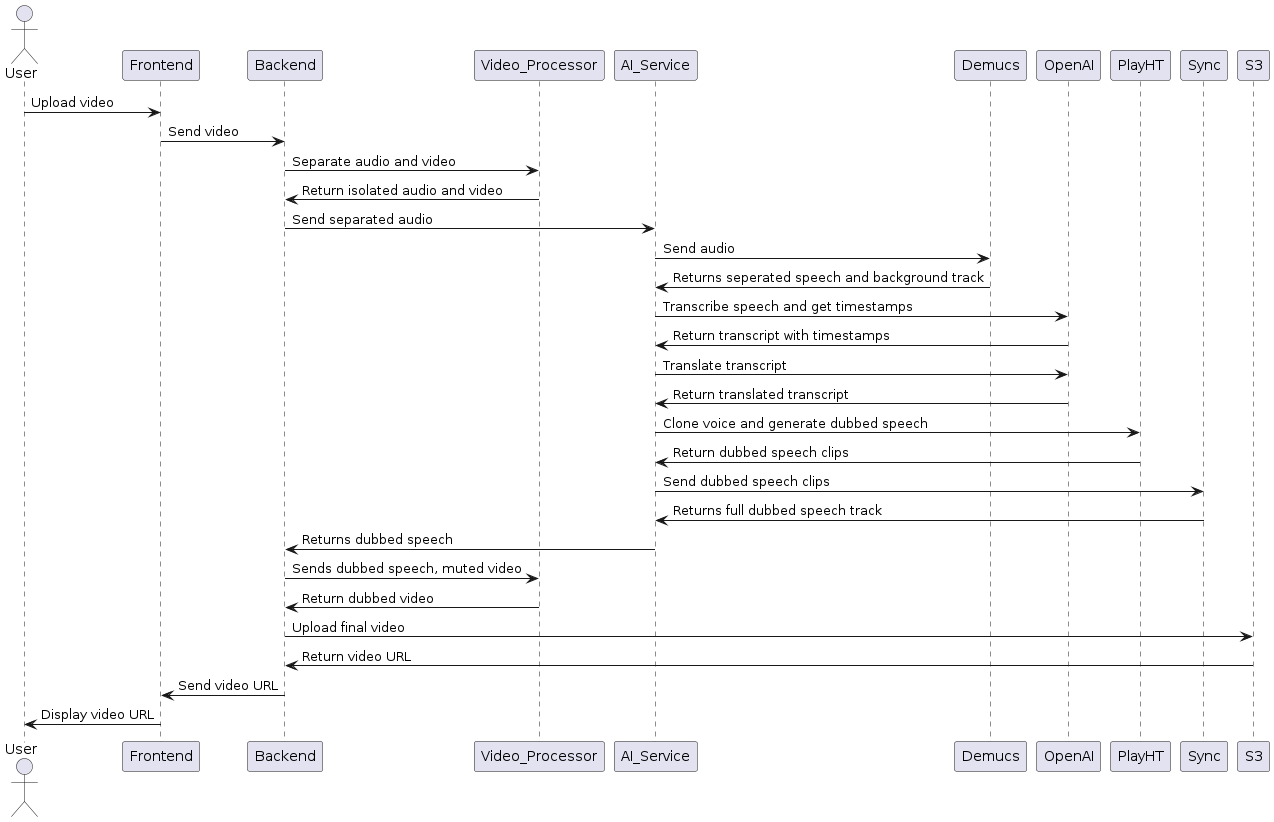 User
Frontend
Backend
Video_Processor
AI_Service
Demucs
OpenAI
PlayHT
Sync
S3
Upload video
Send video
Separate audio and video
Return isolated audio and video
Send separated audio
Send audio
Returns seperated speech and background track
Transcribe speech and get timestamps
Return transcript with timestamps
Translate transcript
Return translated transcript
Clone voice and generate dubbed speech
Return dubbed speech clips
Send dubbed speech clips
Returns full dubbed speech track
Returns dubbed speech
Sends dubbed speech, muted video
Return dubbed video
Upload final video
Return video URL
Send video URL
Display video URL
User
Frontend
Backend
Video_Processor
AI_Service
Demucs
OpenAI
PlayHT
Sync
S3